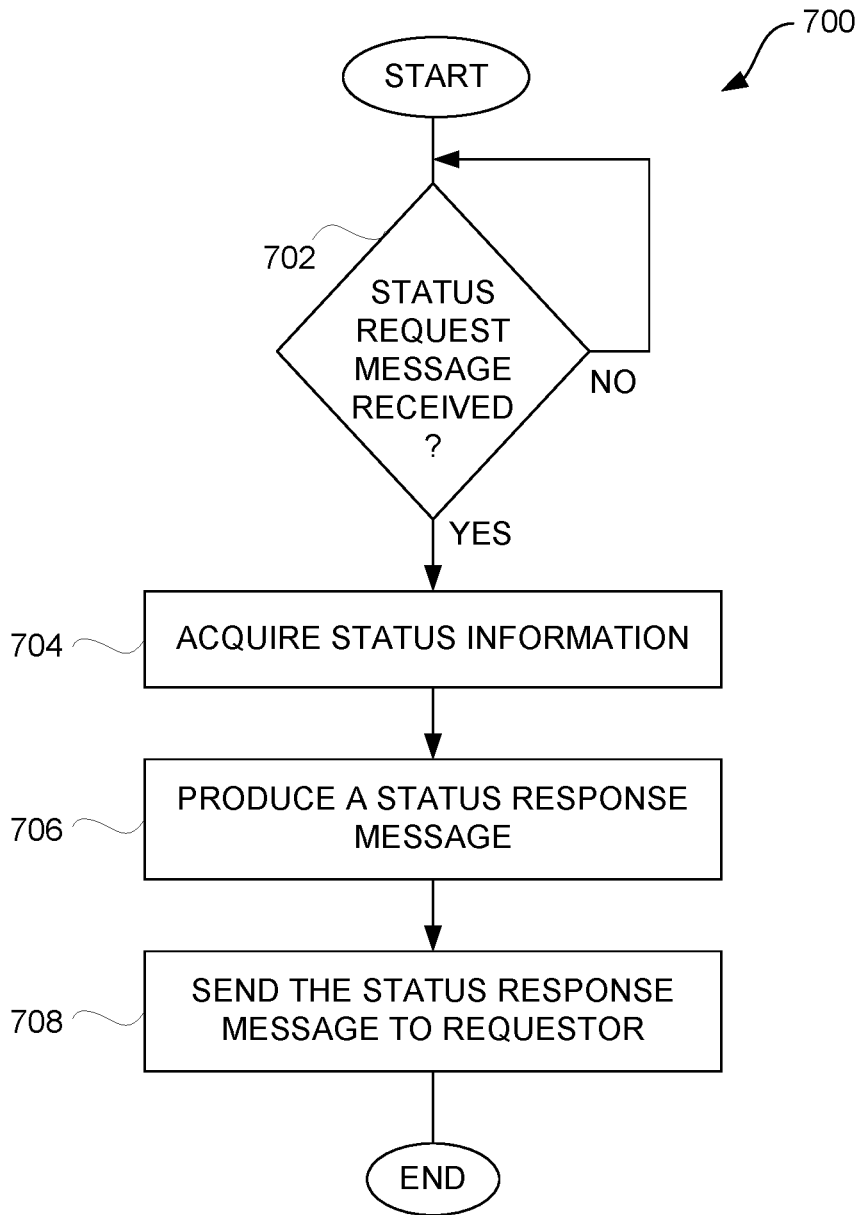 700
START
702
STATUS
REQUEST
MESSAGE
RECEIVED
?
NO
YES
704
ACQUIRE STATUS INFORMATION
706
PRODUCE A STATUS RESPONSE
MESSAGE
708
SEND THE STATUS RESPONSE
MESSAGE TO REQUESTOR
END